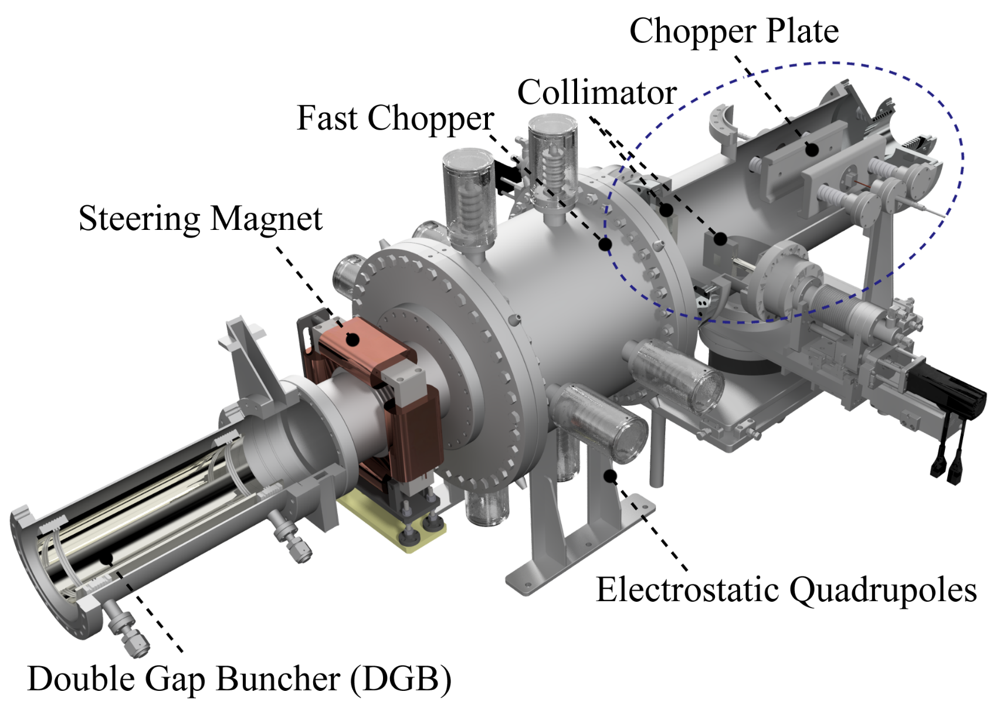 Chopper Plate
Collimator
Fast Chopper
Steering Magnet
Electrostatic Quadrupoles
Double Gap Buncher (DGB)